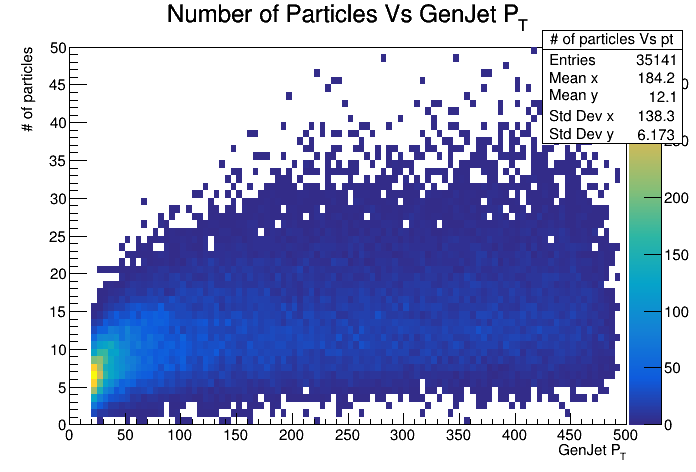 Number of Particles Vs GenJet P_T
# of particles Vs pt
Entries 35141
Mean x 184.2
Mean y 12.1
Std Dev x 138.3
Std Dev y 6.173
# of particles
50
45
40
35
30
25
20
15
10
5
0
0 50 100 150 200 250 300 350 400 450 500
GenJet P_T
200
150
100
50
0